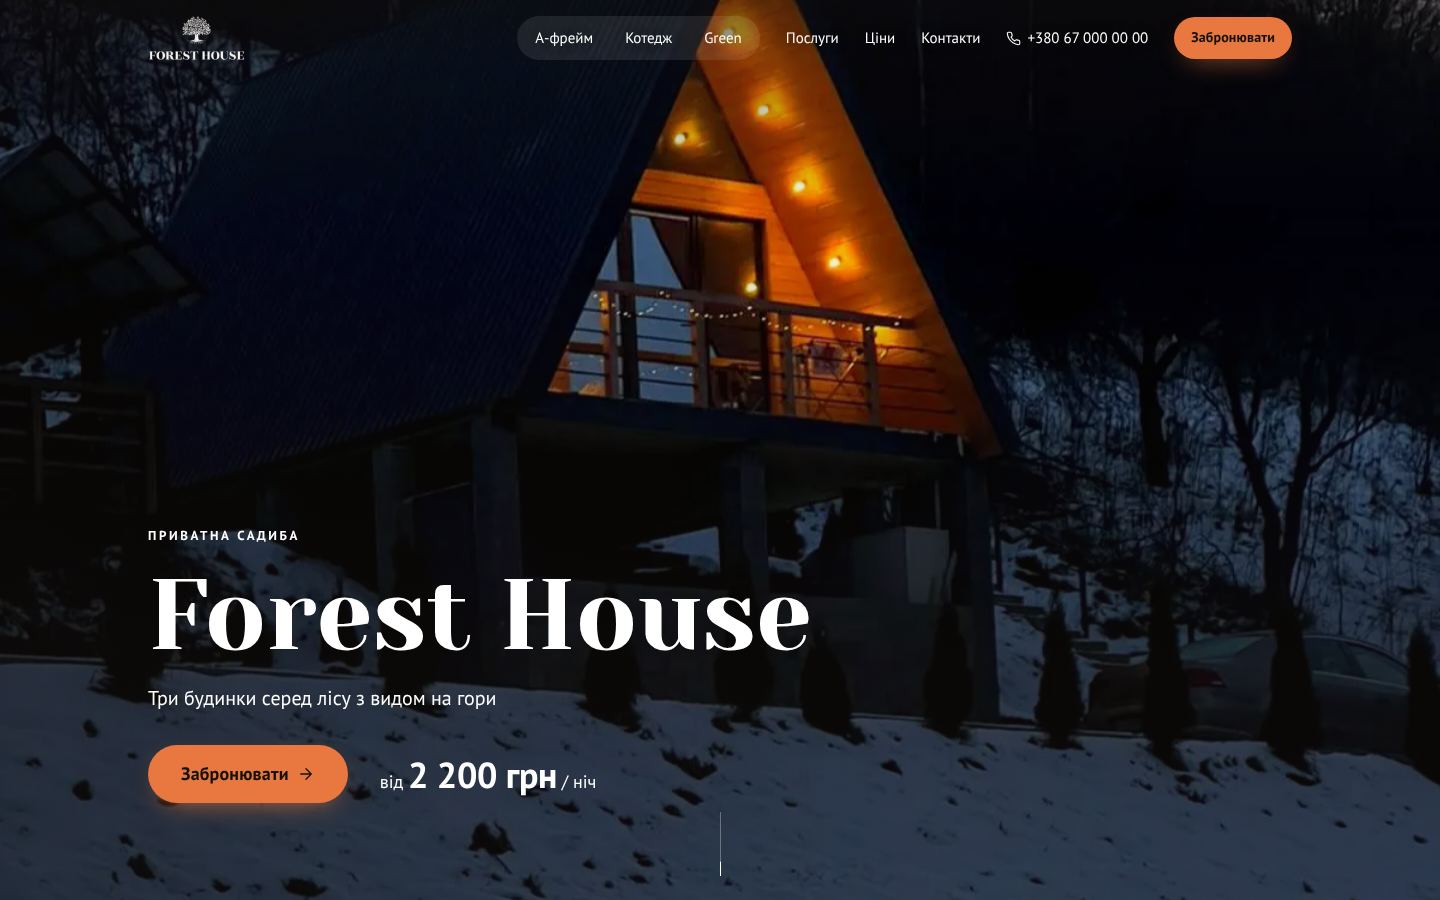 FOREST HOUSE
А-фрейм Котедж Green Послуги Ціни Контакти +380 67 000 00 00 Забронювати
ПРИВАТНА САДИБА
Forest House
Три будинки серед лісу з видом на гори
Забронювати → від 2 200 грн / ніч